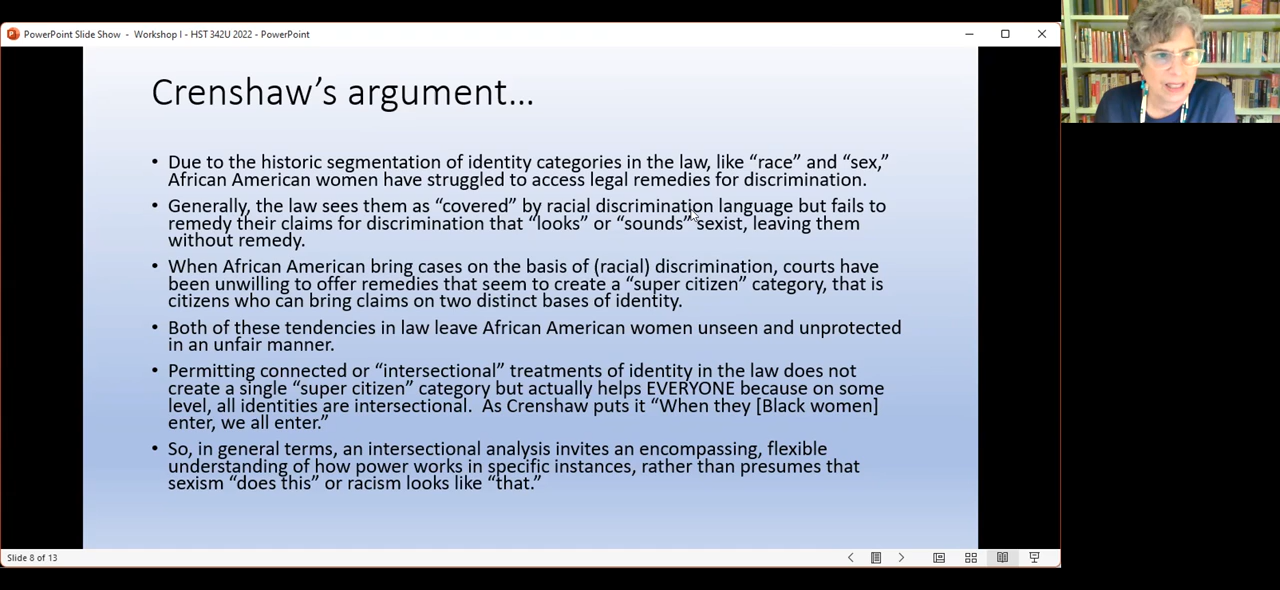 PowerPoint Slide Show - Workshop I - HST 342U 2022 - PowerPoint
Crenshaw’s argument…
• Due to the historic segmentation of identity categories in the law, like “race” and “sex,”
African American women have struggled to access legal remedies for discrimination.
• Generally, the law sees them as “covered” by racial discrimination language but fails to
remedy their claims for discrimination that “looks” or “sounds” sexist, leaving them
without remedy.
• When African American bring cases on the basis of (racial) discrimination, courts have
been unwilling to offer remedies that seem to create a “super citizen” category, that is
citizens who can bring claims on two distinct bases of identity.
• Both of these tendencies in law leave African American women unseen and unprotected
in an unfair manner.
• Permitting connected or “intersectional” treatments of identity in the law does not
create a single “super citizen” category but actually helps EVERYONE because on some
level, all identities are intersectional. As Crenshaw puts it “When they [Black women]
enter, we all enter.”
• So, in general terms, an intersectional analysis invites an encompassing, flexible
understanding of how power works in specific instances, rather than presumes that
sexism “does this” or racism looks like “that.”
Slide 8 of 13